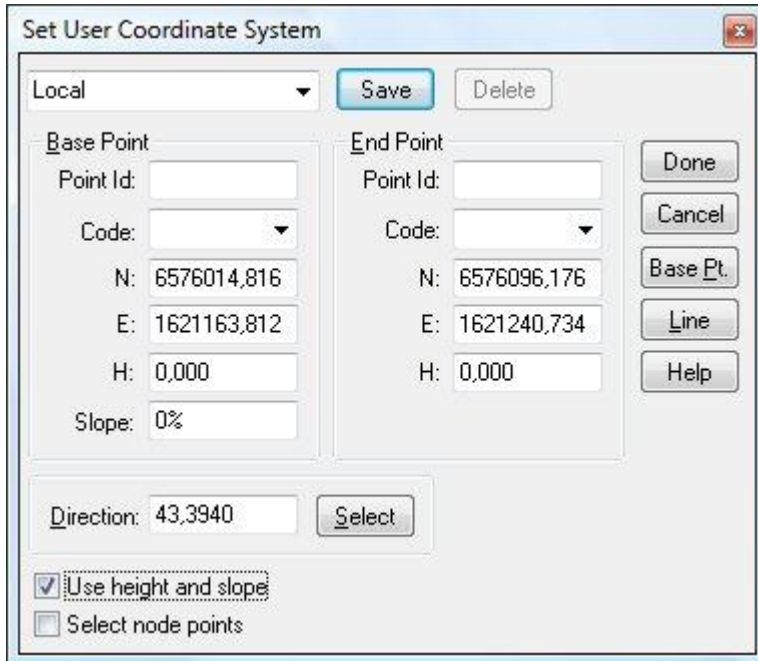 Set User Coordinate System
Local Save Delete
Base Point End Point
Point Id: Point Id: Done
Code: Code: Cancel
N: 6576014,816 N: 6576096,176 Base Pt.
E: 1621163,812 E: 1621240,734 Line
H: 0,000 H: 0,000 Help
Slope: 0%
Direction: 43,3940 Select
Use height and slope
Select node points